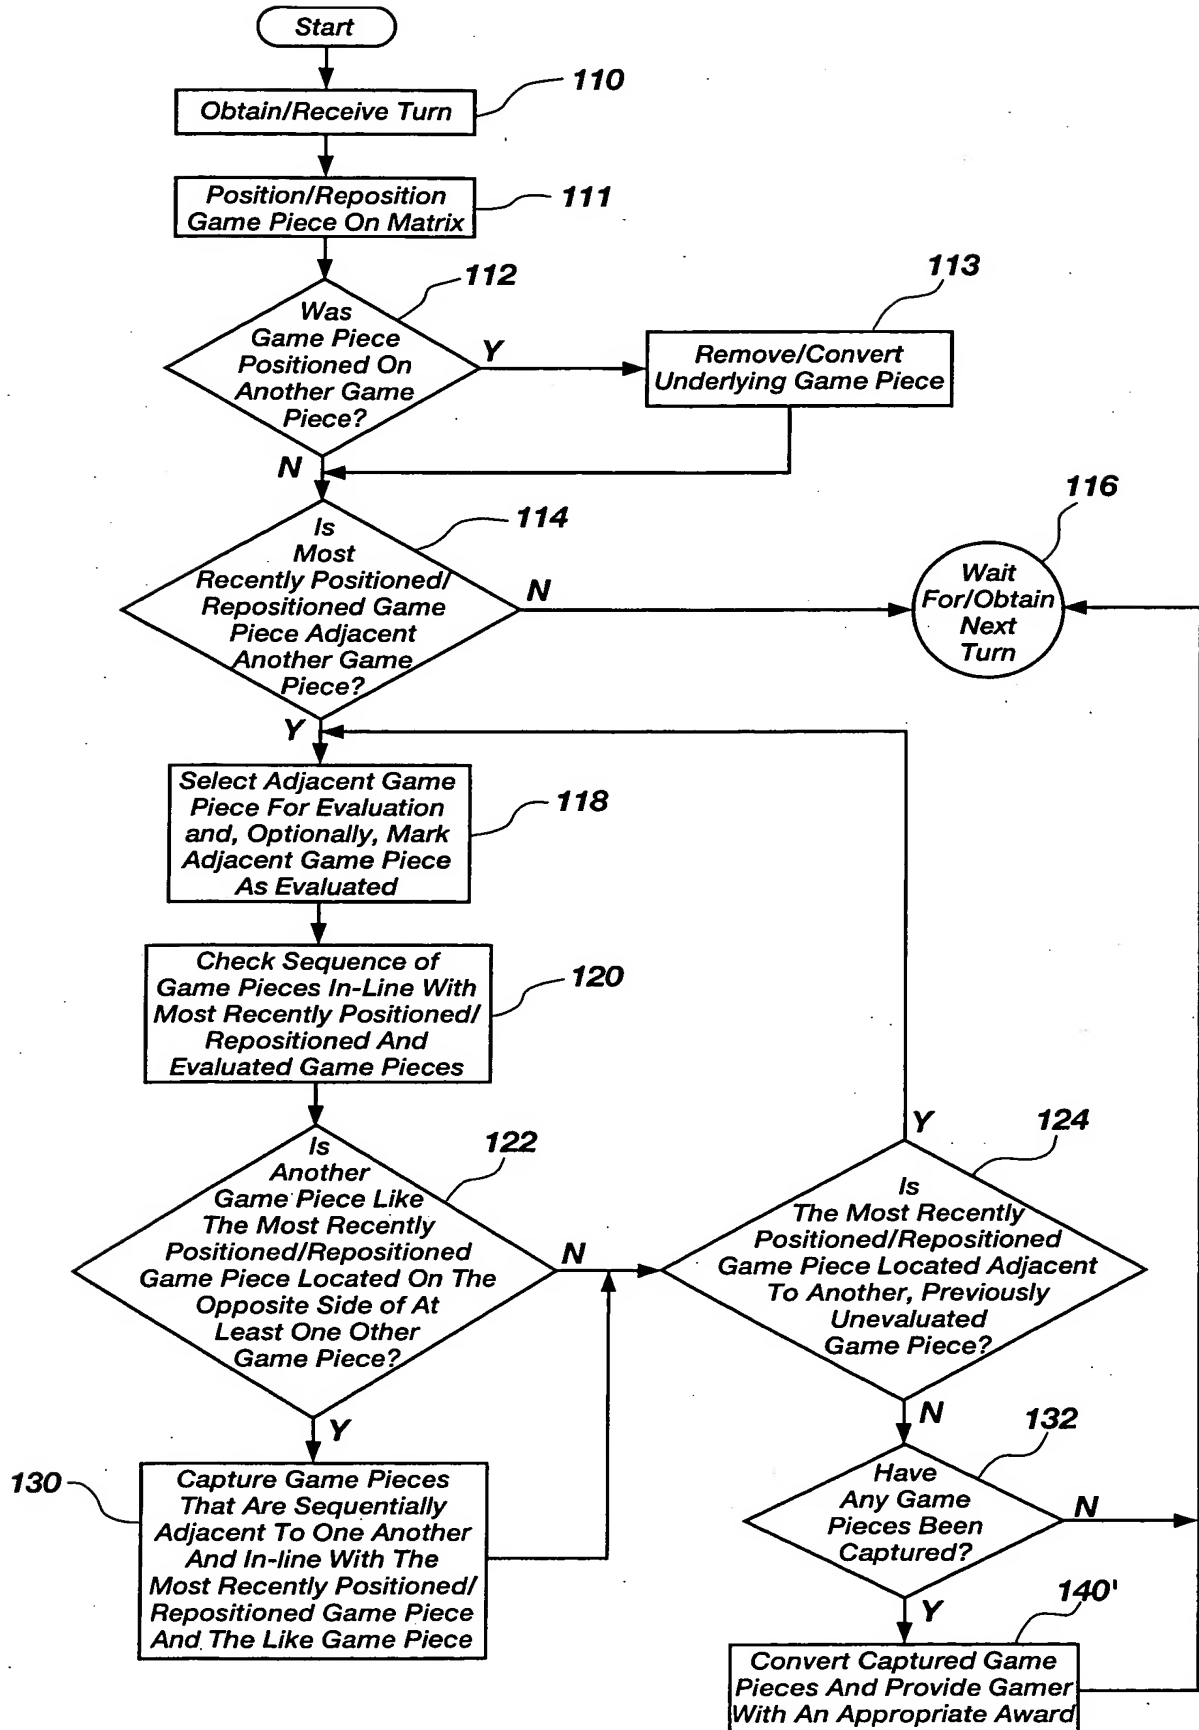 Start
110
Obtain/Receive Turn
Position/Reposition
Game Piece On Matrix
111
112
Was
Game Piece
Positioned On
Another Game
Piece?
Y
N
113
Remove/Convert
Underlying Game Piece
114
Is
Most
Recently Positioned/
Repositioned Game
Piece Adjacent
Another Game
Piece?
N
Y
116
Wait
For/Obtain
Next
Turn
Select Adjacent Game
Piece For Evaluation
and, Optionally, Mark
Adjacent Game Piece
As Evaluated
118
Check Sequence of
Game Pieces In-Line With
Most Recently Positioned/
Repositioned And
Evaluated Game Pieces
120
122
Is
Another
Game Piece Like
The Most Recently
Positioned/Repositioned
Game Piece Located On The
Opposite Side of At
Least One Other
Game Piece?
N
Y
124
Y
Is
The Most Recently
Positioned/Repositioned
Game Piece Located Adjacent
To Another, Previously
Unevaluated
Game Piece?
N
130
Capture Game Pieces
That Are Sequentially
Adjacent To One Another
And In-line With The
Most Recently Positioned/
Repositioned Game Piece
And The Like Game Piece
132
Have
Any Game
Pieces Been
Captured?
N
Y
140'
Convert Captured Game
Pieces And Provide Gamer
With An Appropriate Award